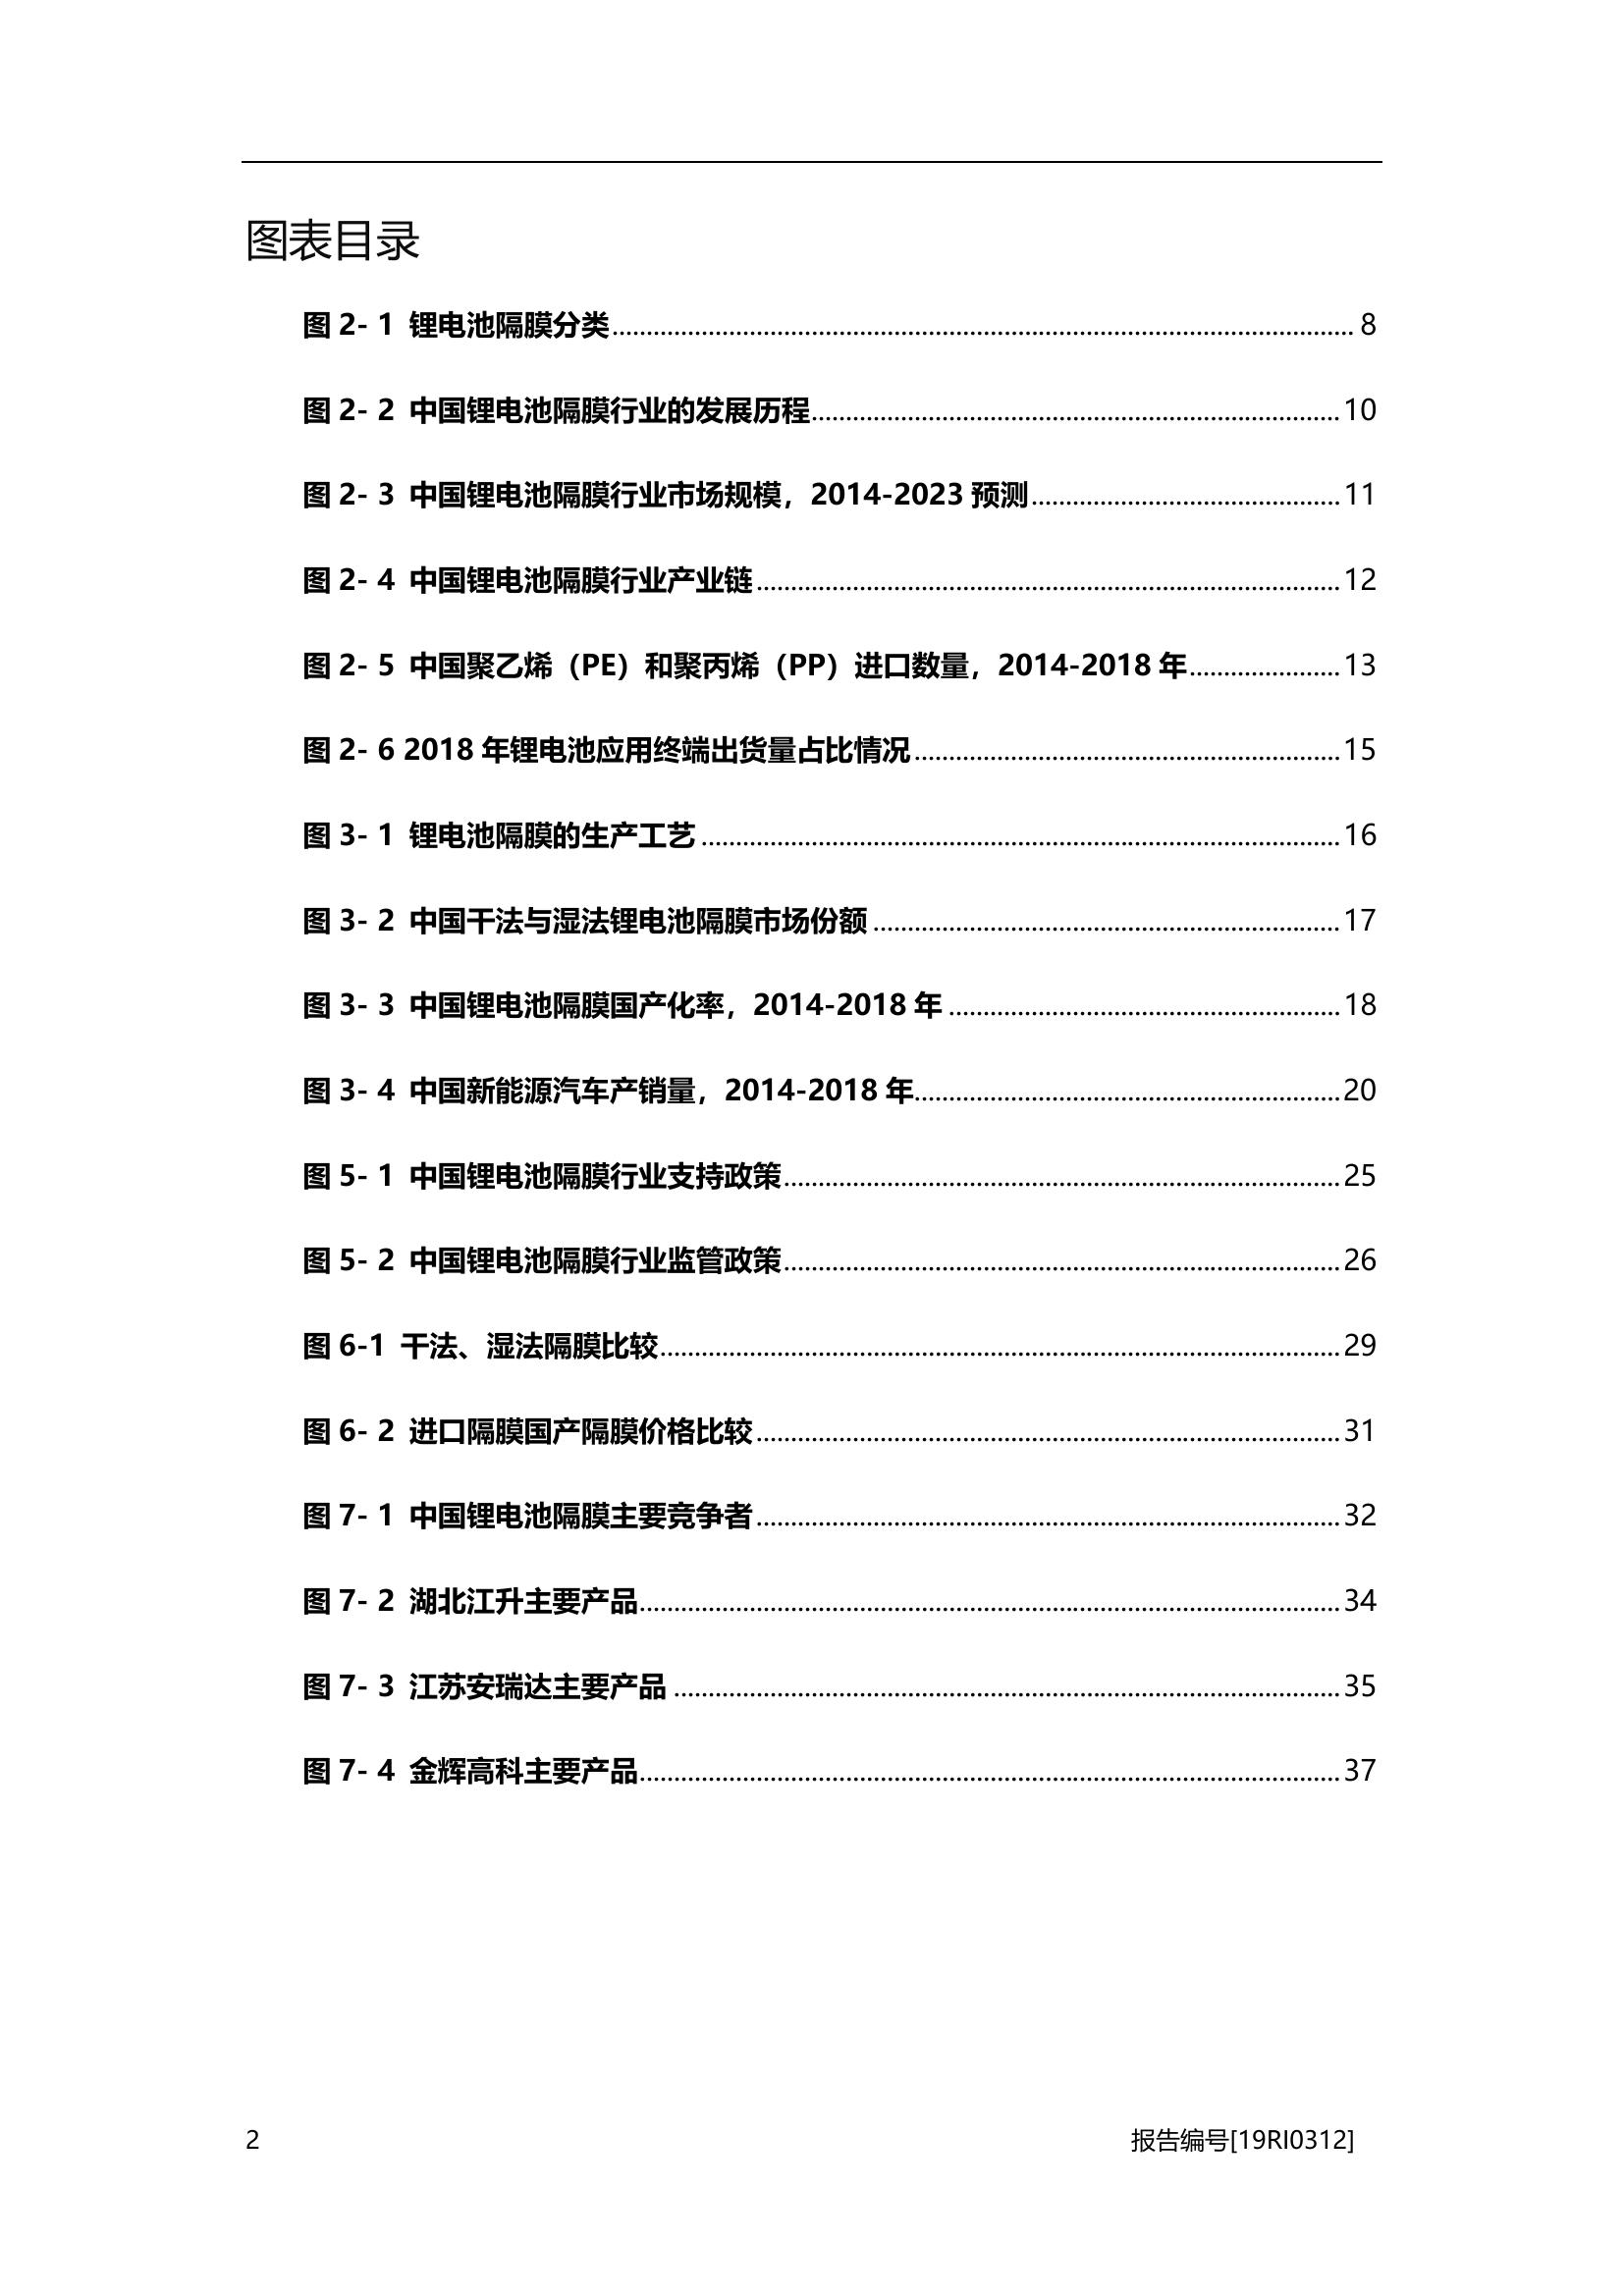 图表目录
图 2- 1 锂电池隔膜分类........ 8
图 2- 2 中国锂电池隔膜行业的发展历程........10
图 2- 3 中国锂电池隔膜行业市场规模，2014-2023 预测........11
图 2- 4 中国锂电池隔膜行业产业链........12
图 2- 5 中国聚乙烯（PE）和聚丙烯（PP）进口数量，2014-2018 年........13
图 2- 6 2018 年锂电池应用终端出货量占比情况........15
图 3- 1 锂电池隔膜的生产工艺........16
图 3- 2 中国干法与湿法锂电池隔膜市场份额........17
图 3- 3 中国锂电池隔膜国产化率，2014-2018 年........18
图 3- 4 中国新能源汽车产销量，2014-2018 年........20
图 5- 1 中国锂电池隔膜行业支持政策........25
图 5- 2 中国锂电池隔膜行业监管政策........26
图 6-1 干法、湿法隔膜比较........29
图 6- 2 进口隔膜国产隔膜价格比较........31
图 7- 1 中国锂电池隔膜主要竞争者........32
图 7- 2 湖北江升主要产品........34
图 7- 3 江苏安瑞达主要产品........35
图 7- 4 金辉高科主要产品........37
2 报告编号[19RI0312]